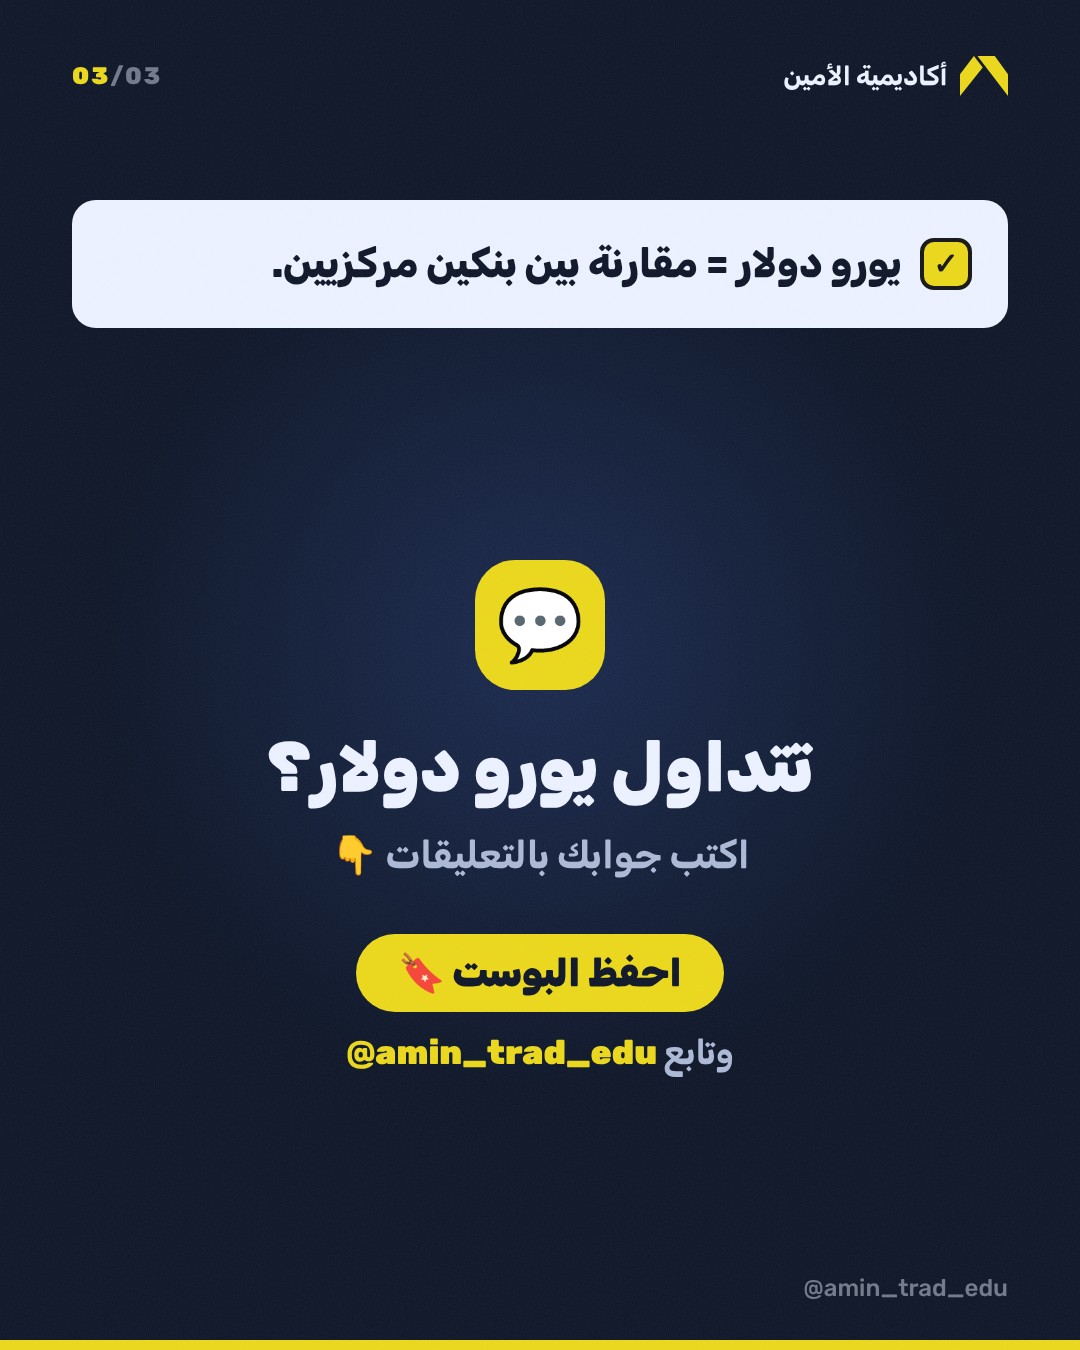 أكاديمية الأمين
03/03
✓ يورو دولار = مقارنة بين بنكين مركزيين.
تتداول يورو دولار؟
اكتب جوابك بالتعليقات 👇
احفظ البوست 🔖
وتابع @amin_trad_edu
@amin_trad_edu